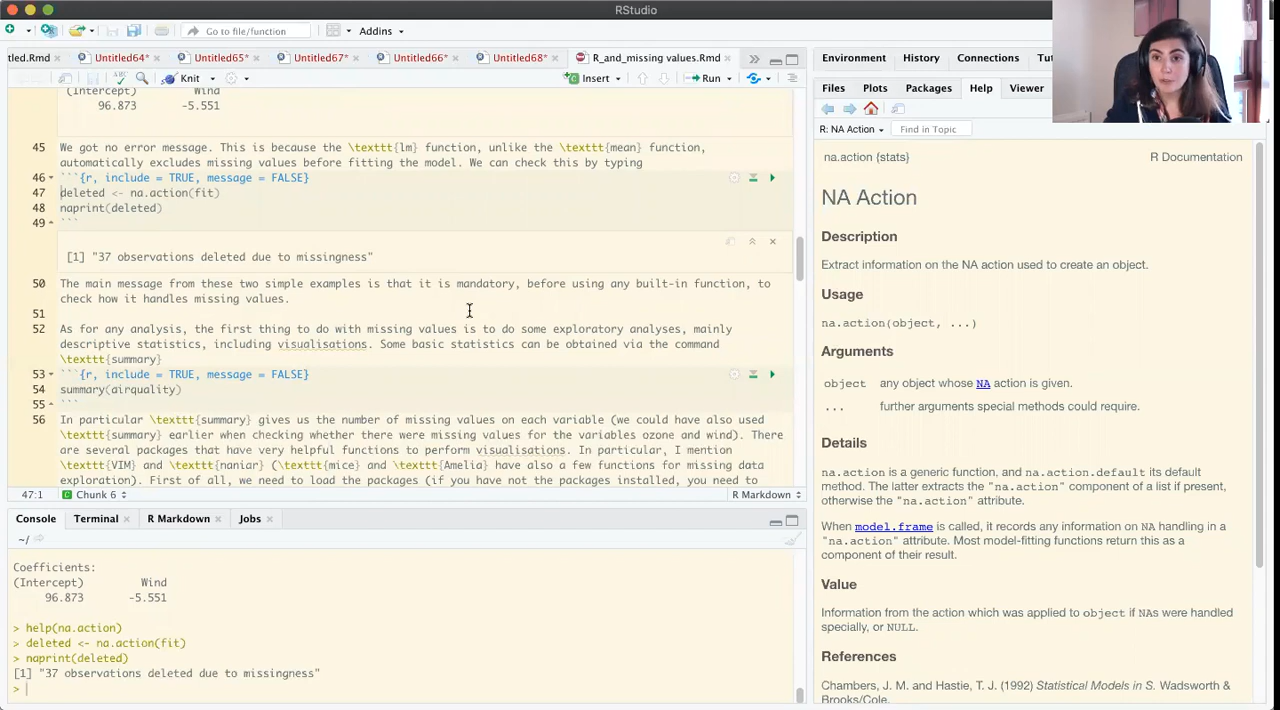 RStudio
Go to file/function
Addins
tled.Rmd
Untitled64*
Untitled65*
Untitled67*
Untitled66*
Untitled68*
R_and_missing values.Rmd
Knit
Insert
Run
(Intercept) Wind
96.873 -5.551
45 We got no error message. This is because the \texttt{lm} function, unlike the \texttt{mean} function,
automatically excludes missing values before fitting the model. We can check this by typing
46 ```{r, include = TRUE, message = FALSE}
47 deleted <- na.action(fit)
48 naprint(deleted)
49 ```
[1] "37 observations deleted due to missingness"
50 The main message from these two simple examples is that it is mandatory, before using any built-in function, to
check how it handles missing values.
51
52 As for any analysis, the first thing to do with missing values is to do some exploratory analyses, mainly
descriptive statistics, including visualisations. Some basic statistics can be obtained via the command
\texttt{summary}
53 ```{r, include = TRUE, message = FALSE}
54 summary(airquality)
55 ```
56 In particular \texttt{summary} gives us the number of missing values on each variable (we could have also used
\texttt{summary} earlier when checking whether there were missing values for the variables ozone and wind). There
are several packages that have very helpful functions to perform visualisations. In particular, I mention
\texttt{VIM} and \texttt{naniar} (\texttt{mice} and \texttt{Amelia} have also a few functions for missing data
exploration). First of all, we need to load the packages (if you have not the packages installed, you need to
47:1 Chunk 6 R Markdown
Console Terminal R Markdown Jobs
~/
Coefficients:
(Intercept) Wind
96.873 -5.551
> help(na.action)
> deleted <- na.action(fit)
> naprint(deleted)
[1] "37 observations deleted due to missingness"
>
Environment History Connections Tu
Files Plots Packages Help Viewer
R: NA Action Find in Topic
na.action {stats} R Documentation
NA Action
Description
Extract information on the NA action used to create an object.
Usage
na.action(object, ...)
Arguments
object any object whose NA action is given.
... further arguments special methods could require.
Details
na.action is a generic function, and na.action.default its default
method. The latter extracts the "na.action" component of a list if present,
otherwise the "na.action" attribute.
When model.frame is called, it records any information on NA handling in a
"na.action" attribute. Most model-fitting functions return this as a
component of their result.
Value
Information from the action which was applied to object if NAs were handled
specially, or NULL.
References
Chambers, J. M. and Hastie, T. J. (1992) Statistical Models in S. Wadsworth &
Brooks/Cole.